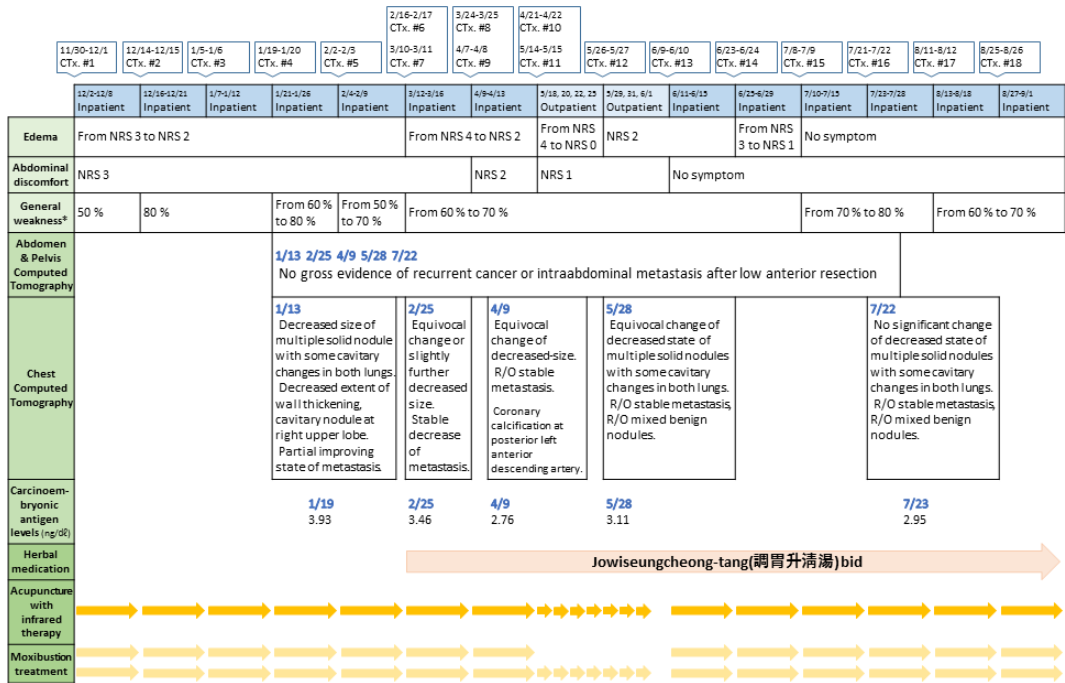 2/16-2/17
CTx. #6
3/24-3/25
CTx. #8
4/21-4/22
CTx. #10
11/30-12/1
CTx. #1
12/14-12/15
CTx. #2
1/5-1/6
CTx. #3
1/19-1/20
CTx. #4
2/2-2/3
CTx. #5
3/10-3/11
CTx. #7
4/7-4/8
CTx. #9
5/14-5/15
CTx. #11
5/26-5/27
CTx. #12
6/9-6/10
CTx. #13
6/23-6/24
CTx. #14
7/8-7/9
CTx. #15
7/21-7/22
CTx. #16
8/11-8/12
CTx. #17
8/25-8/26
CTx. #18
12/2-12/8
Inpatient
12/16-12/21
Inpatient
1/7-1/12
Inpatient
1/21-1/26
Inpatient
2/4-2/9
Inpatient
3/12-3/16
Inpatient
4/9-4/13
Inpatient
5/18, 20, 22, 25
Outpatient
5/29, 31, 6/1
Outpatient
6/11-6/15
Inpatient
6/25-6/29
Inpatient
7/10-7/15
Inpatient
7/23-7/28
Inpatient
8/13-8/18
Inpatient
8/27-9/1
Inpatient
Edema
From NRS 3 to NRS 2
From NRS 4 to NRS 2
From NRS
4 to NRS 0
NRS 2
From NRS
3 to NRS 1
No symptom
Abdominal
discomfort
NRS 3
NRS 2
NRS 1
No symptom
General
weakness*
50 %
80 %
From 60 %
to 80 %
From 50 %
to 70 %
From 60 % to 70 %
From 70 % to 80 %
From 60 % to 70 %
Abdomen
& Pelvis
Computed
Tomography
1/13 2/25 4/9 5/28 7/22
No gross evidence of recurrent cancer or intraabdominal metastasis after low anterior resection
Chest
Computed
Tomography
1/13
Decreased size of
multiple solid nodule
with some cavitary
changes in both lungs.
Decreased extent of
wall thickening,
cavitary nodule at
right upper lobe.
Partial improving
state of metastasis.
2/25
Equivocal
change or
slightly
further
decreased
size.
Stable
decrease
of
metastasis.
4/9
Equivocal
change of
decreased-size.
R/O stable
metastasis.
Coronary
calcification at
posterior left
anterior
descending artery.
5/28
Equivocal change of
decreased state of
multiple solid nodules
with some cavitary
changes in both lungs.
R/O stable metastasis,
R/O mixed benign
nodules.
7/22
No significant change
of decreased state of
multiple solid nodules
with some cavitary
changes in both lungs.
R/O stable metastasis,
R/O mixed benign
nodules.
Carcinoem-
bryonic
antigen
levels (ng/dℓ)
1/19
3.93
2/25
3.46
4/9
2.76
5/28
3.11
7/23
2.95
Herbal
medication
Jowiseungcheong-tang(調胃升淸湯)bid
Acupuncture
with
infrared
therapy
Moxibustion
treatment